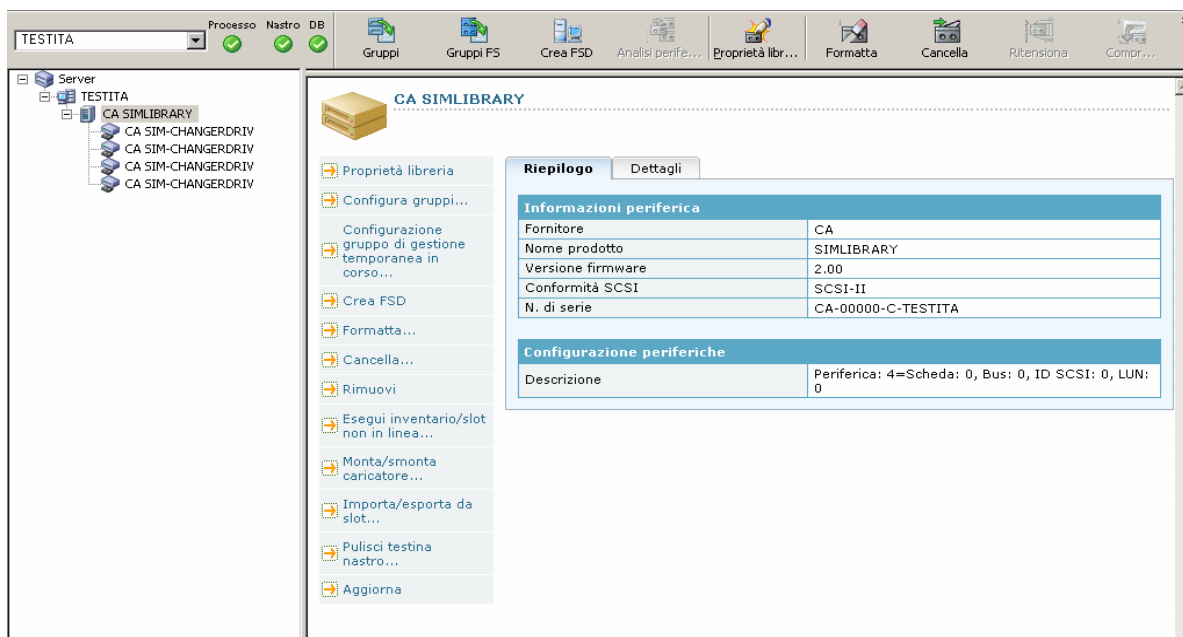 Processo Nastro DB
TESTITA
Gruppi Gruppi FS Crea FSD Analisi perife... Proprietà libr... Formatta Cancella Ritensiona Compr...
Server
TESTITA
CA SIMLIBRARY
CA SIM-CHANGERDRIV
CA SIM-CHANGERDRIV
CA SIM-CHANGERDRIV
CA SIM-CHANGERDRIV
CA SIMLIBRARY
Proprietà libreria
Configura gruppi...
Configurazione
gruppo di gestione
temporanea in
corso...
Crea FSD
Formatta...
Cancella...
Rimuovi
Esegui inventario/slot
non in linea...
Monta/smonta
caricatore...
Importa/esporta da
slot...
Pulisci testina
nastro...
Aggiorna
Riepilogo Dettagli
Informazioni periferica
Fornitore CA
Nome prodotto SIMLIBRARY
Versione firmware 2.00
Conformità SCSI SCSI-II
N. di serie CA-00000-C-TESTITA
Configurazione periferiche
Descrizione Periferica: 4=Scheda: 0, Bus: 0, ID SCSI: 0, LUN:
0